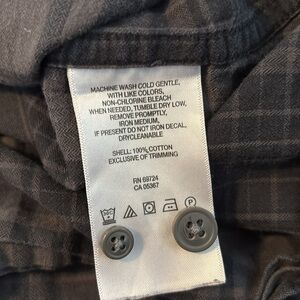 MACHINE WASH COLD GENTLE,
WITH LIKE COLORS,
NON-CHLORINE BLEACH
WHEN NEEDED, TUMBLE DRY LOW,
REMOVE PROMPTLY,
IRON MEDIUM,
IF PRESENT DO NOT IRON DECAL,
DRYCLEANABLE
SHELL: 100% COTTON
EXCLUSIVE OF TRIMMING
RN 69724
CA 05367
P